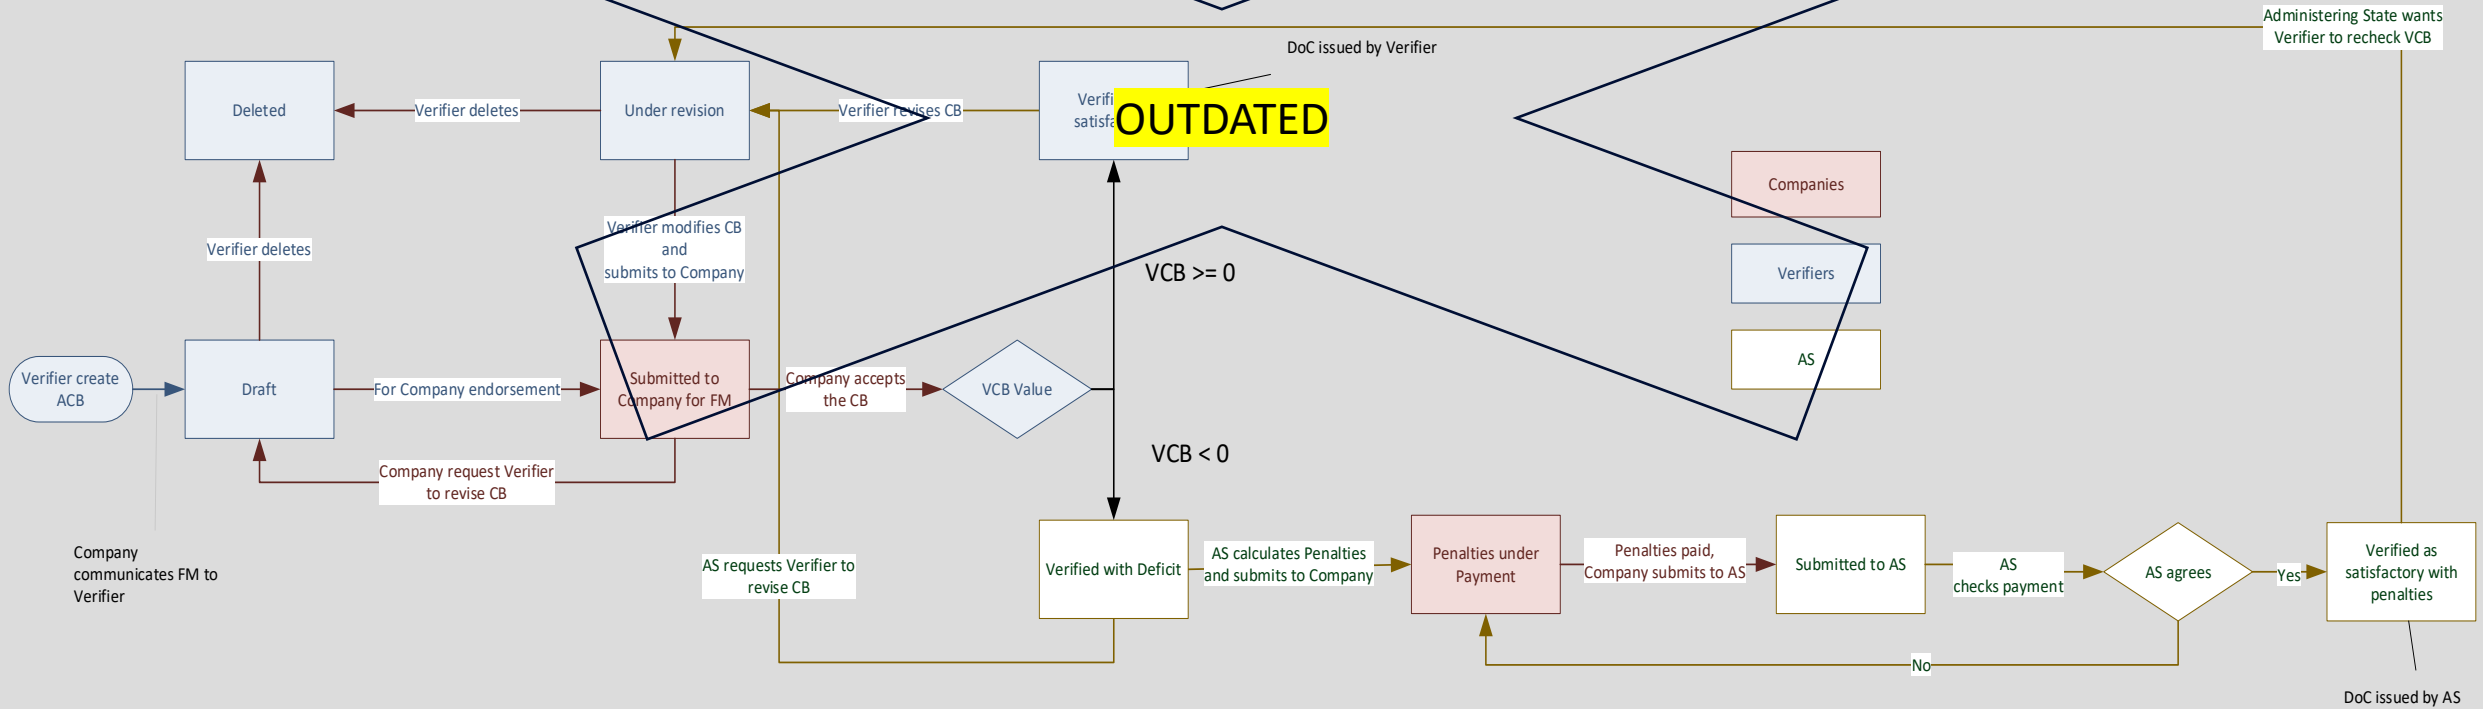 Administering State wants
Verifier to recheck VCB
DoC issued by Verifier
Deleted
Verifier deletes
Under revision
Verifier revises CB
OUTDATED
Companies
Verifier deletes
Verifier modifies CB
and
submits to Company
VCB >= 0
Verifiers
AS
Verifier create
ACB
Draft
For Company endorsement
Submitted to
Company for FM
Company accepts
the CB
VCB Value
VCB < 0
Company request Verifier
to revise CB
Company
communicates FM to
Verifier
AS requests Verifier to
revise CB
Verified with Deficit
AS calculates Penalties
and submits to Company
Penalties under
Payment
Penalties paid,
Company submits to AS
Submitted to AS
AS
checks payment
AS agrees
Yes
Verified as
satisfactory with
penalties
No
DoC issued by AS